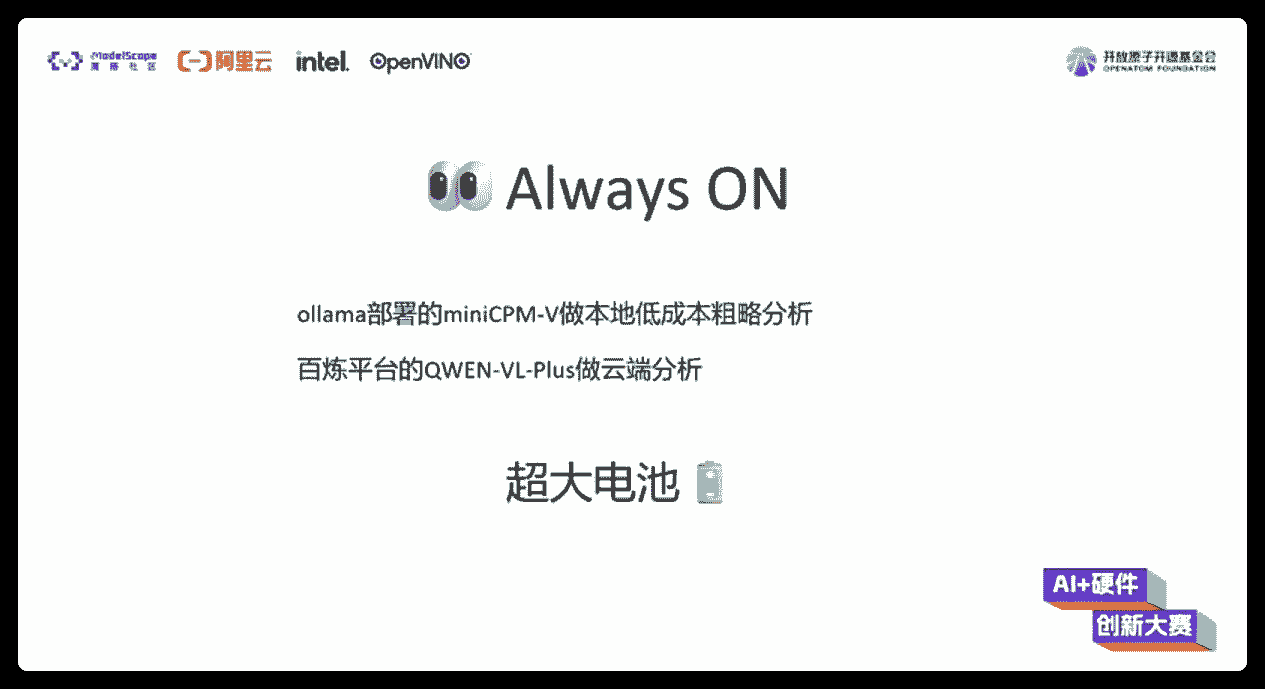 ModelScope
魔搭社区
阿里云
intel.
OpenVINO
开放原子开源基金会
OPENATOM FOUNDATION
👀 Always ON
ollama部署的miniCPM-V做本地低成本粗略分析
百炼平台的QWEN-VL-Plus做云端分析
超大电池 🔋
AI+硬件
创新大赛